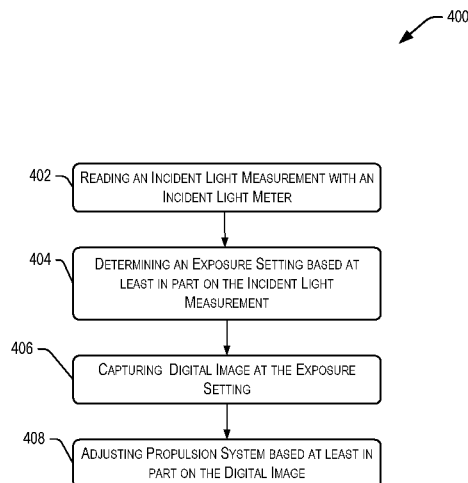 400
402
READING AN INCIDENT LIGHT MEASUREMENT WITH AN
INCIDENT LIGHT METER
404
DETERMINING AN EXPOSURE SETTING BASED AT
LEAST IN PART ON THE INCIDENT LIGHT
MEASUREMENT
406
CAPTURING DIGITAL IMAGE AT THE EXPOSURE
SETTING
408
ADJUSTING PROPULSION SYSTEM BASED AT LEAST IN
PART ON THE DIGITAL IMAGE